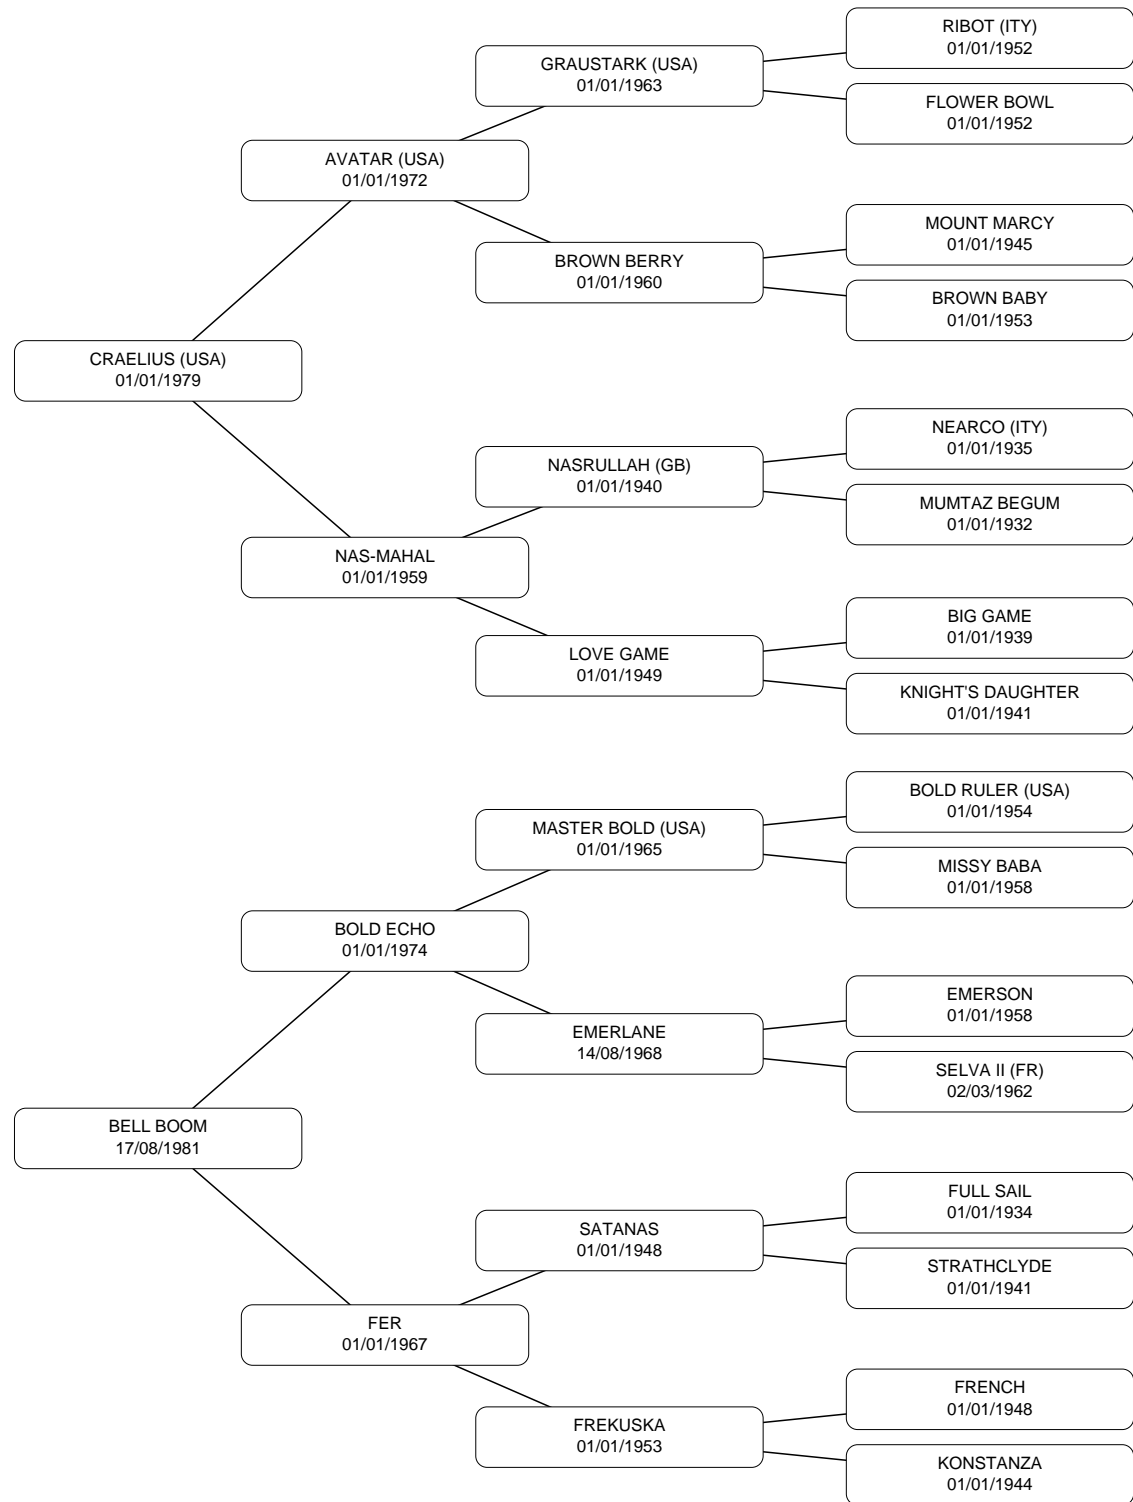 RIBOT (ITY)
01/01/1952
GRAUSTARK (USA)
01/01/1963
FLOWER BOWL
01/01/1952
AVATAR (USA)
01/01/1972
MOUNT MARCY
01/01/1945
BROWN BERRY
01/01/1960
BROWN BABY
01/01/1953
CRAELIUS (USA)
01/01/1979
NEARCO (ITY)
01/01/1935
NASRULLAH (GB)
01/01/1940
MUMTAZ BEGUM
01/01/1932
NAS-MAHAL
01/01/1959
BIG GAME
01/01/1939
LOVE GAME
01/01/1949
KNIGHT'S DAUGHTER
01/01/1941
BOLD RULER (USA)
01/01/1954
MASTER BOLD (USA)
01/01/1965
MISSY BABA
01/01/1958
BOLD ECHO
01/01/1974
EMERSON
01/01/1958
EMERLANE
14/08/1968
SELVA II (FR)
02/03/1962
BELL BOOM
17/08/1981
FULL SAIL
01/01/1934
SATANAS
01/01/1948
STRATHCLYDE
01/01/1941
FER
01/01/1967
FRENCH
01/01/1948
FREKUSKA
01/01/1953
KONSTANZA
01/01/1944